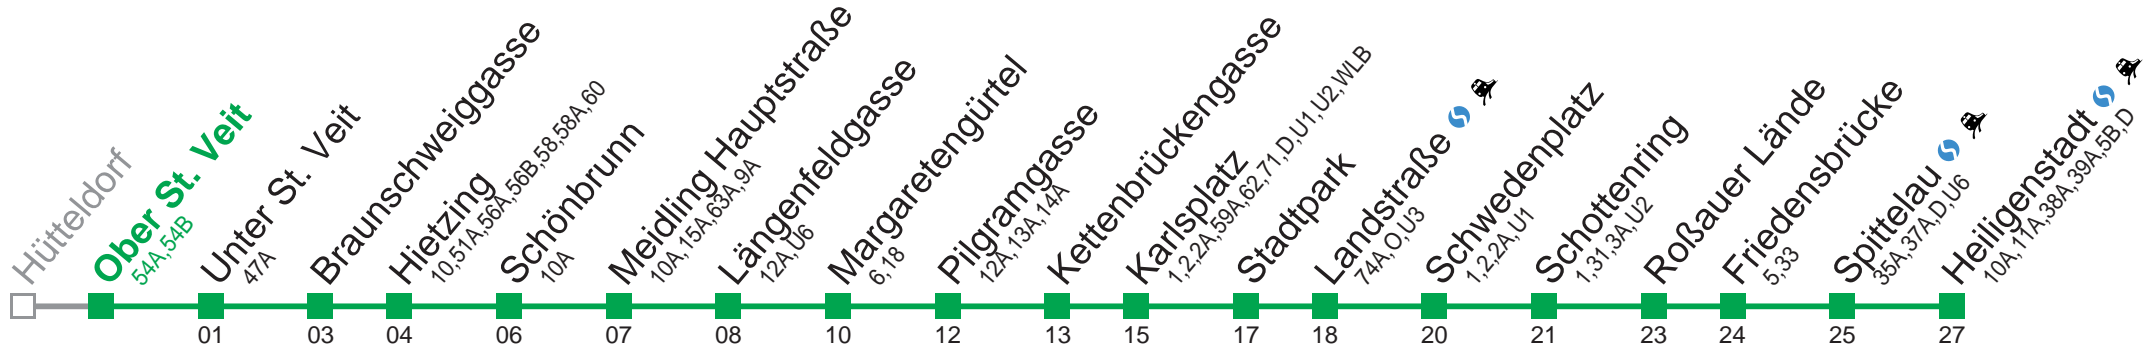 Hütteldorf
Ober St. Veit
54A,54B
Unter St. Veit
47A
01
Braunschweiggasse
03
Hietzing
10,51A,56A,56B,58,58A,60
04
Schönbrunn
10A
06
Meidling Hauptstraße
10A,15A,63A,9A
07
Längenfeldgasse
12A,U6
08
Margaretengürtel
6,18
10
Pilgramgasse
12A,13A,14A
12
Kettenbrückengasse
13
Karlsplatz
1,2,2A,59A,62,71,D,U1,U2,WLB
15
Stadtpark
17
Landstraße
74A,O,U3
18
Schwedenplatz
1,2,2A,U1
20
Schottenring
1,31,3A,U2
21
Roßauer Lände
23
Friedensbrücke
5,33
24
Spittelau
35A,37A,D,U6
25
Heiligenstadt
10A,11A,38A,39A,5B,D
27